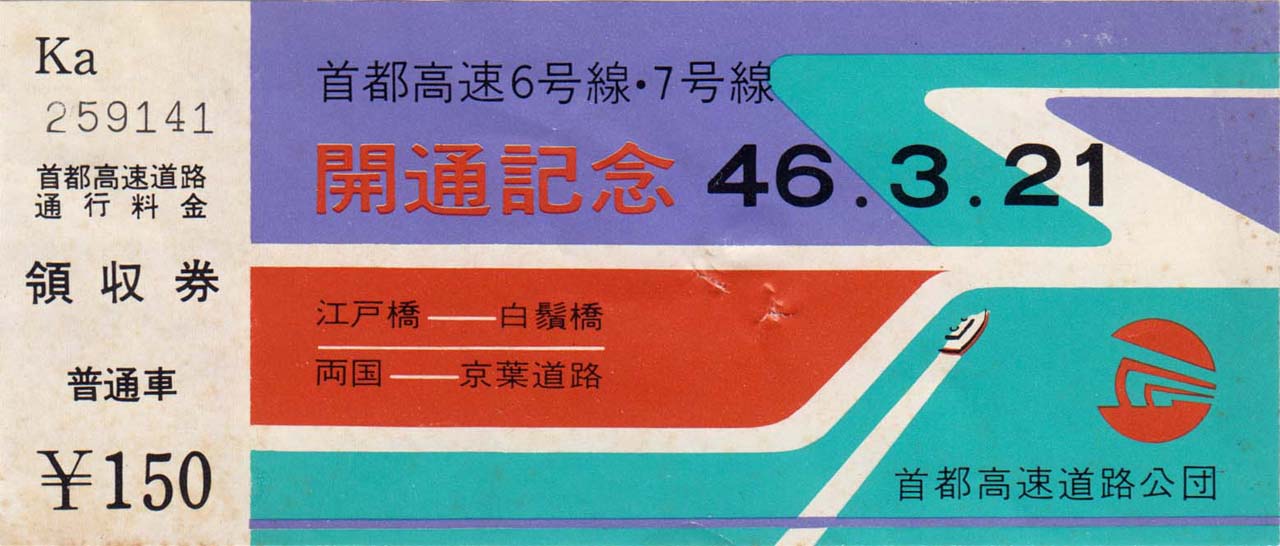 Ka
259141
首都高速道路
通行料金
領収券
普通車
¥150
首都高速6号線・7号線
開通記念 46.3.21
江戸橋——白鬚橋
両国——京葉道路
首都高速道路公団